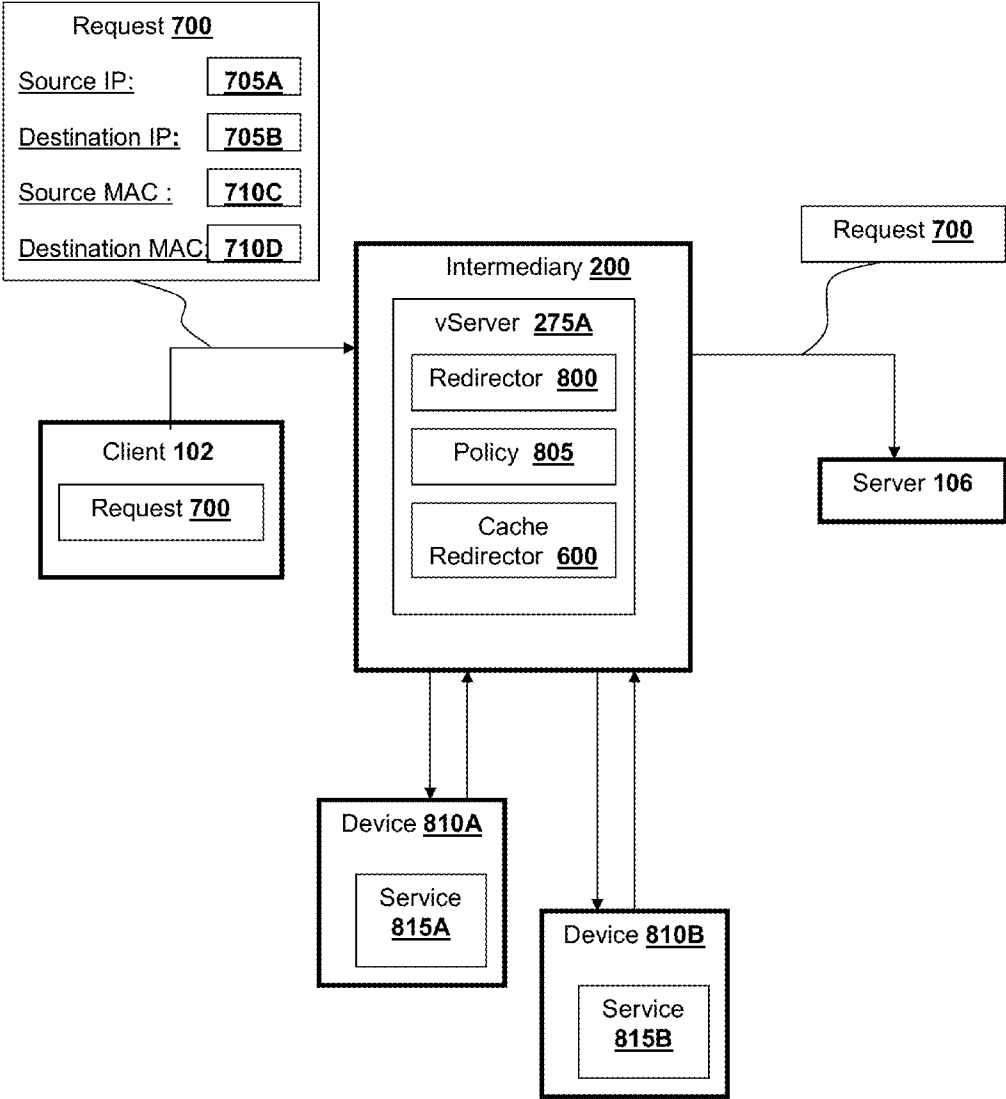 Request 700
Source IP: 705A
Destination IP: 705B
Source MAC : 710C
Destination MAC: 710D
Request 700
Intermediary 200
vServer 275A
Redirector 800
Policy 805
Cache
Redirector 600
Client 102
Request 700
Server 106
Device 810A
Service
815A
Device 810B
Service
815B